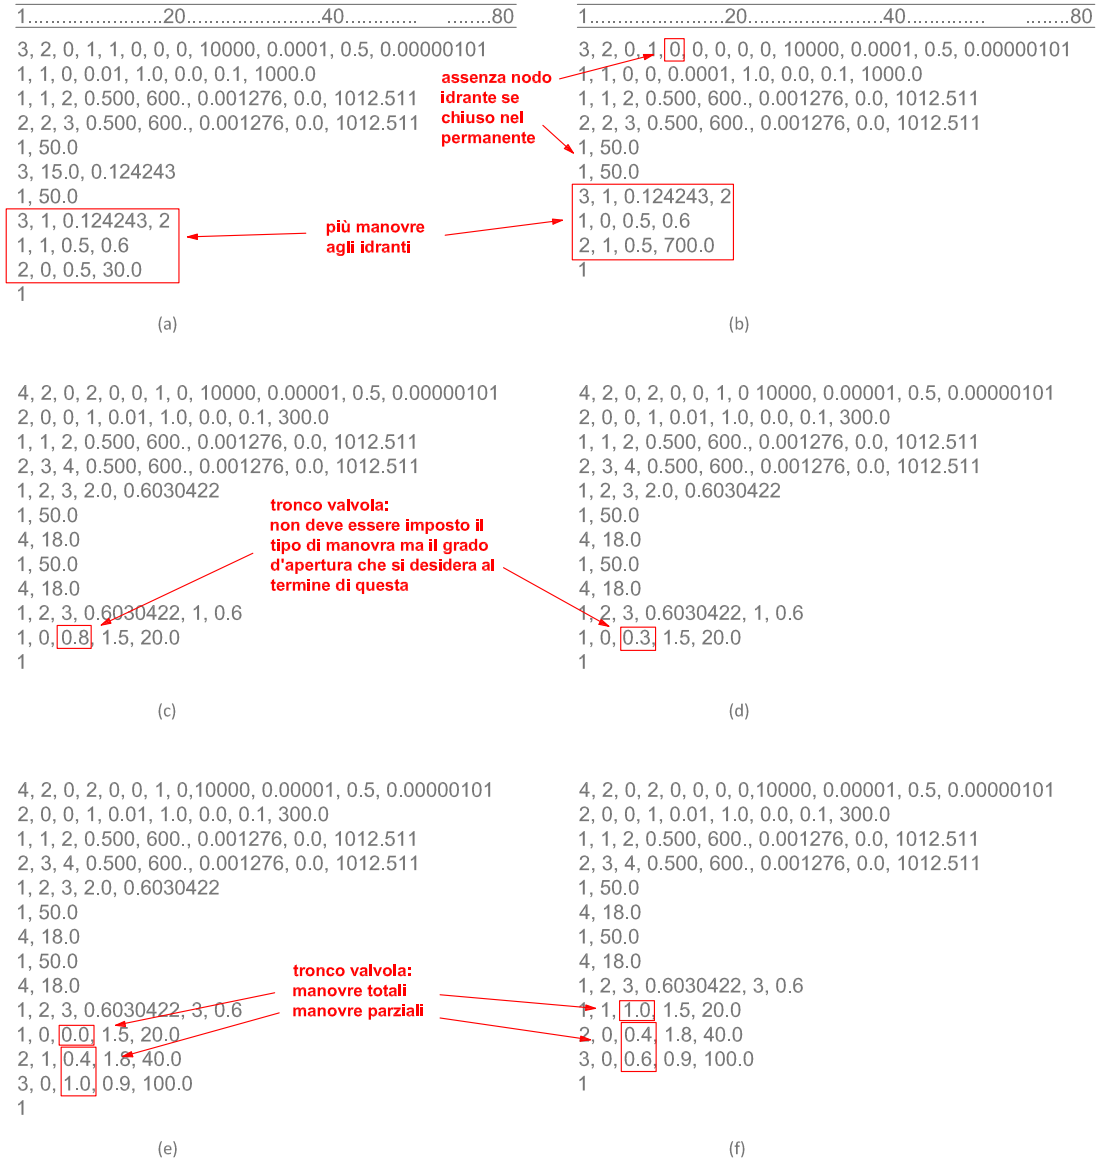 1......................20......................40............... ........80
3, 2, 0, 1, 1, 0, 0, 0, 10000, 0.0001, 0.5, 0.00000101
1, 1, 0, 0.01, 1.0, 0.0, 0.1, 1000.0
1, 1, 2, 0.500, 600., 0.001276, 0.0, 1012.511
2, 2, 3, 0.500, 600., 0.001276, 0.0, 1012.511
1, 50.0
3, 15.0, 0.124243
1, 50.0
3, 1, 0.124243, 2
1, 1, 0.5, 0.6
2, 0, 0.5, 30.0
1
(a)
assenza nodo
idrante se
chiuso nel
permanente
più manovre
agli idranti
1......................20......................40............... ........80
3, 2, 0, 1, 0, 0, 0, 0, 0, 10000, 0.0001, 0.5, 0.00000101
1, 1, 0, 0, 0.0001, 1.0, 0.0, 0.1, 1000.0
1, 1, 2, 0.500, 600., 0.001276, 0.0, 1012.511
2, 2, 3, 0.500, 600., 0.001276, 0.0, 1012.511
1, 50.0
1, 50.0
3, 1, 0.124243, 2
1, 0, 0.5, 0.6
2, 1, 0.5, 700.0
1
(b)
4, 2, 0, 2, 0, 0, 1, 0, 10000, 0.00001, 0.5, 0.00000101
2, 0, 0, 1, 0.01, 1.0, 0.0, 0.1, 300.0
1, 1, 2, 0.500, 600., 0.001276, 0.0, 1012.511
2, 3, 4, 0.500, 600., 0.001276, 0.0, 1012.511
1, 2, 3, 2.0, 0.6030422
1, 50.0
4, 18.0
1, 50.0
4, 18.0
1, 2, 3, 0.6030422, 1, 0.6
1, 0, 0.8, 1.5, 20.0
1
(c)
tronco valvola:
non deve essere imposto il
tipo di manovra ma il grado
d'apertura che si desidera al
termine di questa
4, 2, 0, 2, 0, 0, 1, 0 10000, 0.00001, 0.5, 0.00000101
2, 0, 0, 1, 0.01, 1.0, 0.0, 0.1, 300.0
1, 1, 2, 0.500, 600., 0.001276, 0.0, 1012.511
2, 3, 4, 0.500, 600., 0.001276, 0.0, 1012.511
1, 2, 3, 2.0, 0.6030422
1, 50.0
4, 18.0
1, 50.0
4, 18.0
1, 2, 3, 0.6030422, 1, 0.6
1, 0, 0.3, 1.5, 20.0
1
(d)
4, 2, 0, 2, 0, 0, 1, 0,10000, 0.00001, 0.5, 0.00000101
2, 0, 0, 1, 0.01, 1.0, 0.0, 0.1, 300.0
1, 1, 2, 0.500, 600., 0.001276, 0.0, 1012.511
2, 3, 4, 0.500, 600., 0.001276, 0.0, 1012.511
1, 2, 3, 2.0, 0.6030422
1, 50.0
4, 18.0
1, 50.0
4, 18.0
1, 2, 3, 0.6030422, 3, 0.6
1, 0, 0.0, 1.5, 20.0
2, 1, 0.4, 1.8, 40.0
3, 0, 1.0, 0.9, 100.0
1
(e)
tronco valvola:
manovre totali
manovre parziali
4, 2, 0, 2, 0, 0, 0, 0,10000, 0.00001, 0.5, 0.00000101
2, 0, 0, 1, 0.01, 1.0, 0.0, 0.1, 300.0
1, 1, 2, 0.500, 600., 0.001276, 0.0, 1012.511
2, 3, 4, 0.500, 600., 0.001276, 0.0, 1012.511
1, 50.0
4, 18.0
1, 50.0
4, 18.0
1, 2, 3, 0.6030422, 3, 0.6
1, 1, 1.0, 1.5, 20.0
2, 0, 0.4, 1.8, 40.0
3, 0, 0.6, 0.9, 100.0
1
(f)